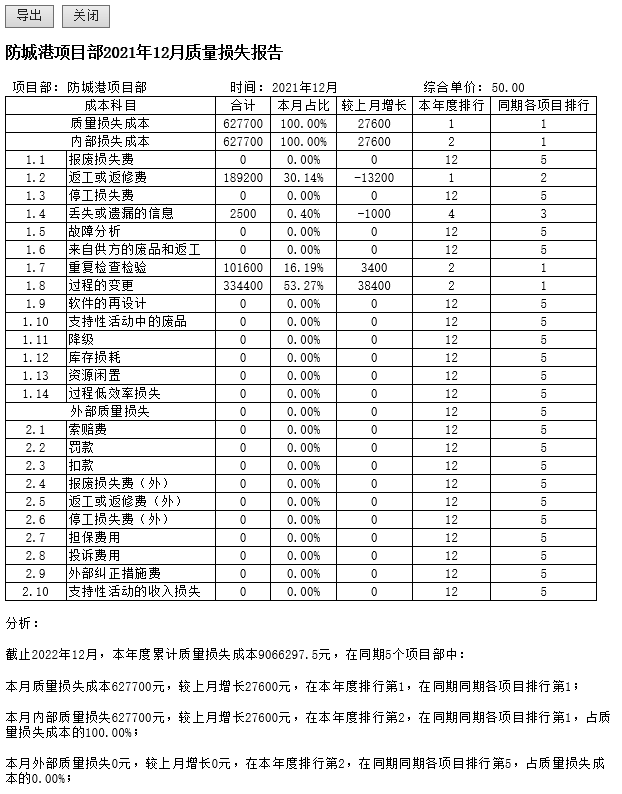 导出 关闭
防城港项目部2021年12月质量损失报告
项目部：防城港项目部 时间：2021年12月 综合单价：50.00
成本科目 合计 本月占比 较上月增长 本年度排行 同期各项目排行
质量损失成本 627700 100.00% 27600 1 1
内部损失成本 627700 100.00% 27600 2 1
1.1 报废损失费 0 0.00% 0 12 5
1.2 返工或返修费 189200 30.14% -13200 1 2
1.3 停工损失费 0 0.00% 0 12 5
1.4 丢失或遗漏的信息 2500 0.40% -1000 4 3
1.5 故障分析 0 0.00% 0 12 5
1.6 来自供方的废品和返工 0 0.00% 0 12 5
1.7 重复检查检验 101600 16.19% 3400 2 1
1.8 过程的变更 334400 53.27% 38400 2 1
1.9 软件的再设计 0 0.00% 0 12 5
1.10 支持性活动中的废品 0 0.00% 0 12 5
1.11 降级 0 0.00% 0 12 5
1.12 库存损耗 0 0.00% 0 12 5
1.13 资源闲置 0 0.00% 0 12 5
1.14 过程低效率损失 0 0.00% 0 12 5
外部质量损失 0 0.00% 0 12 5
2.1 索赔费 0 0.00% 0 12 5
2.2 罚款 0 0.00% 0 12 5
2.3 扣款 0 0.00% 0 12 5
2.4 报废损失费（外） 0 0.00% 0 12 5
2.5 返工或返修费（外） 0 0.00% 0 12 5
2.6 停工损失费（外） 0 0.00% 0 12 5
2.7 担保费用 0 0.00% 0 12 5
2.8 投诉费用 0 0.00% 0 12 5
2.9 外部纠正措施费 0 0.00% 0 12 5
2.10 支持性活动的收入损失 0 0.00% 0 12 5
分析：
截止2022年12月，本年度累计质量损失成本9066297.5元，在同期5个项目部中：
本月质量损失成本627700元，较上月增长27600元，在本年度排行第1，在同期同期各项目排行第1；
本月内部质量损失627700元，较上月增长27600元，在本年度排行第2，在同期同期各项目排行第1，占质
量损失成本的100.00%；
本月外部质量损失0元，较上月增长0元，在本年度排行第2，在同期同期各项目排行第5，占质量损失成
本的0.00%；